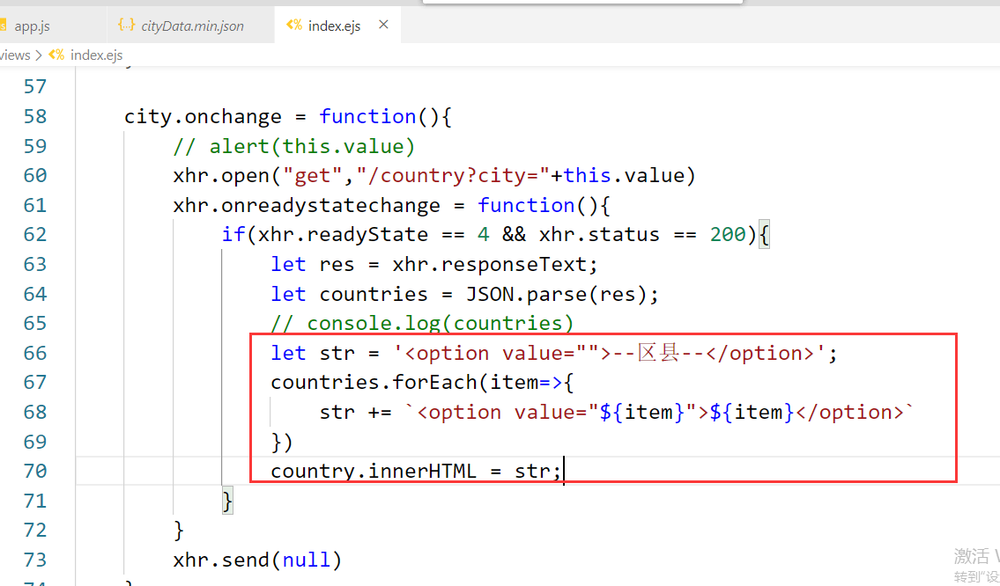 app.js
cityData.min.json
index.ejs
views > index.ejs
57
58 city.onchange = function(){
59 // alert(this.value)
60 xhr.open("get","/country?city="+this.value)
61 xhr.onreadystatechange = function(){
62 if(xhr.readyState == 4 && xhr.status == 200){
63 let res = xhr.responseText;
64 let countries = JSON.parse(res);
65 // console.log(countries)
66 let str = '<option value="">--区县--</option>';
67 countries.forEach(item=>{
68 str += `<option value="${item}">${item}</option>`
69 })
70 country.innerHTML = str;
71 }
72 }
73 xhr.send(null)
激活
转到"设